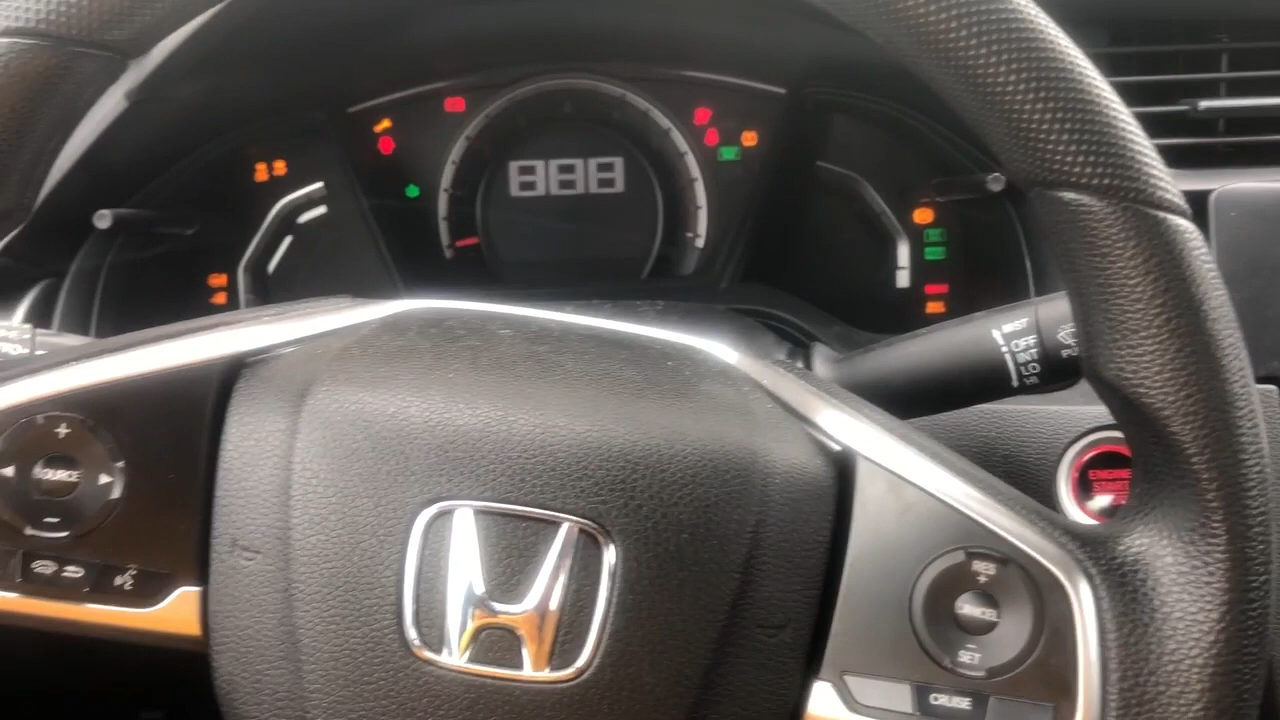 888
MIST
OFF
INT
LO
HI
ENGINE
START
+
SOURCE
−
RES
+
CANCEL
−
SET
CRUISE